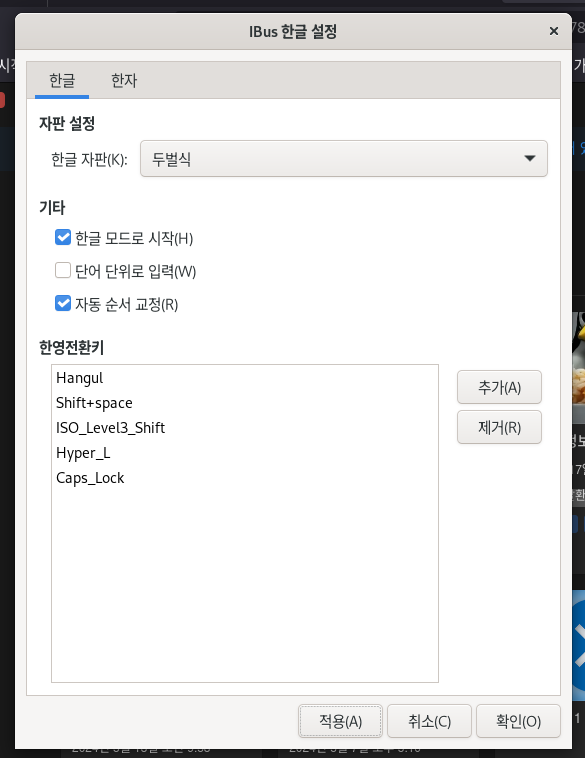 IBus 한글 설정
한글 한자
자판 설정
한글 자판(K): 두벌식
기타
한글 모드로 시작(H)
단어 단위로 입력(W)
자동 순서 교정(R)
한영전환키
Hangul
Shift+space
ISO_Level3_Shift
Hyper_L
Caps_Lock
추가(A)
제거(R)
적용(A) 취소(C) 확인(O)